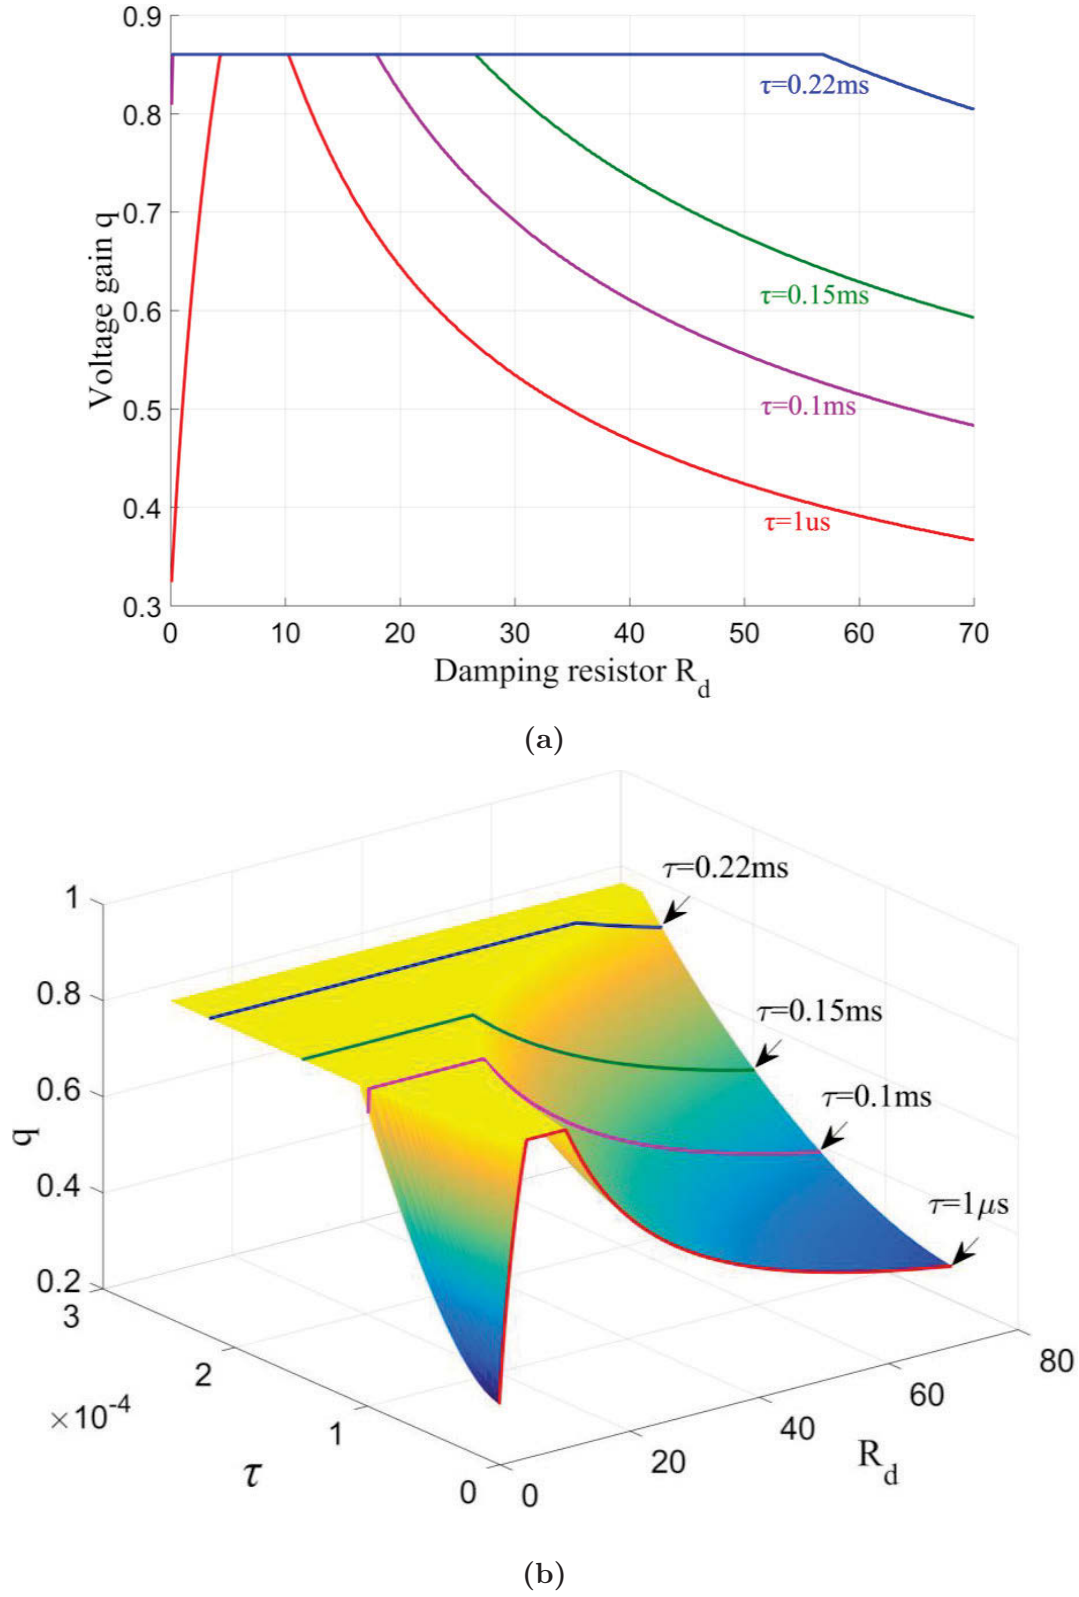 0.9
0.8
0.7
0.6
0.5
0.4
0.3
Voltage gain q
τ=0.22ms
τ=0.15ms
τ=0.1ms
τ=1us
0 10 20 30 40 50 60 70
Damping resistor R_d
(a)
τ=0.22ms
τ=0.15ms
τ=0.1ms
τ=1μs
1
0.8
0.6
0.4
0.2
q
3
2
1
0
×10^-4
τ
0
20
40
60
80
R_d
(b)